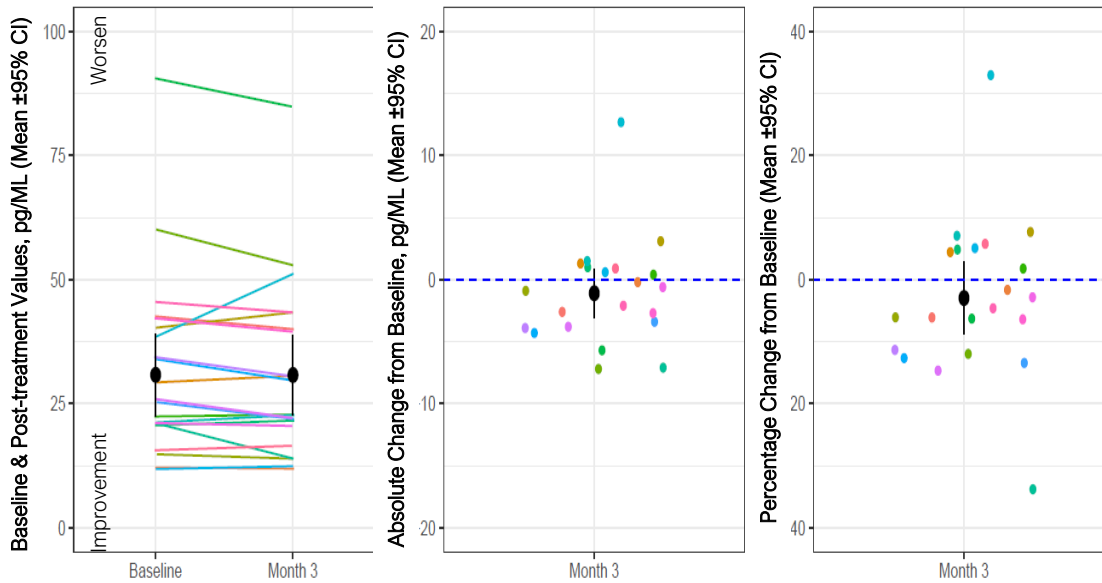 Baseline & Post-treatment Values, pg/ML (Mean ±95% CI)
100
75
50
25
0
Worsen
Improvement
Baseline
Month 3
Absolute Change from Baseline, pg/ML (Mean ±95% CI)
20
10
0
-10
-20
Month 3
Percentage Change from Baseline (Mean ±95% CI)
40
20
0
20
40
Month 3